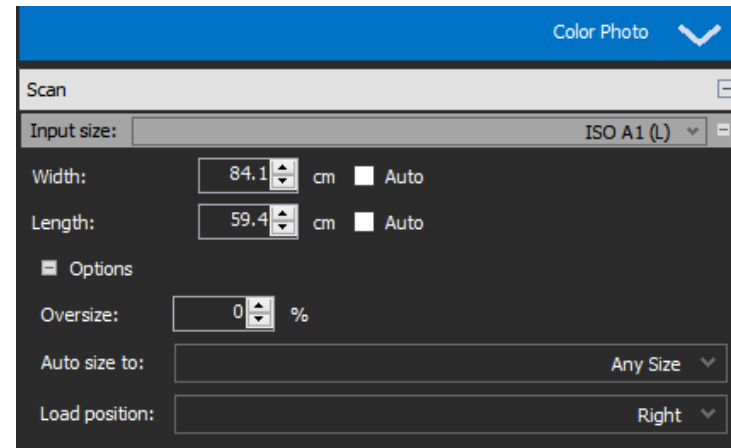 Color Photo
Scan
Input size: ISO A1 (L)
Width: 84.1 cm Auto
Length: 59.4 cm Auto
Options
Oversize: 0 %
Auto size to: Any Size
Load position: Right